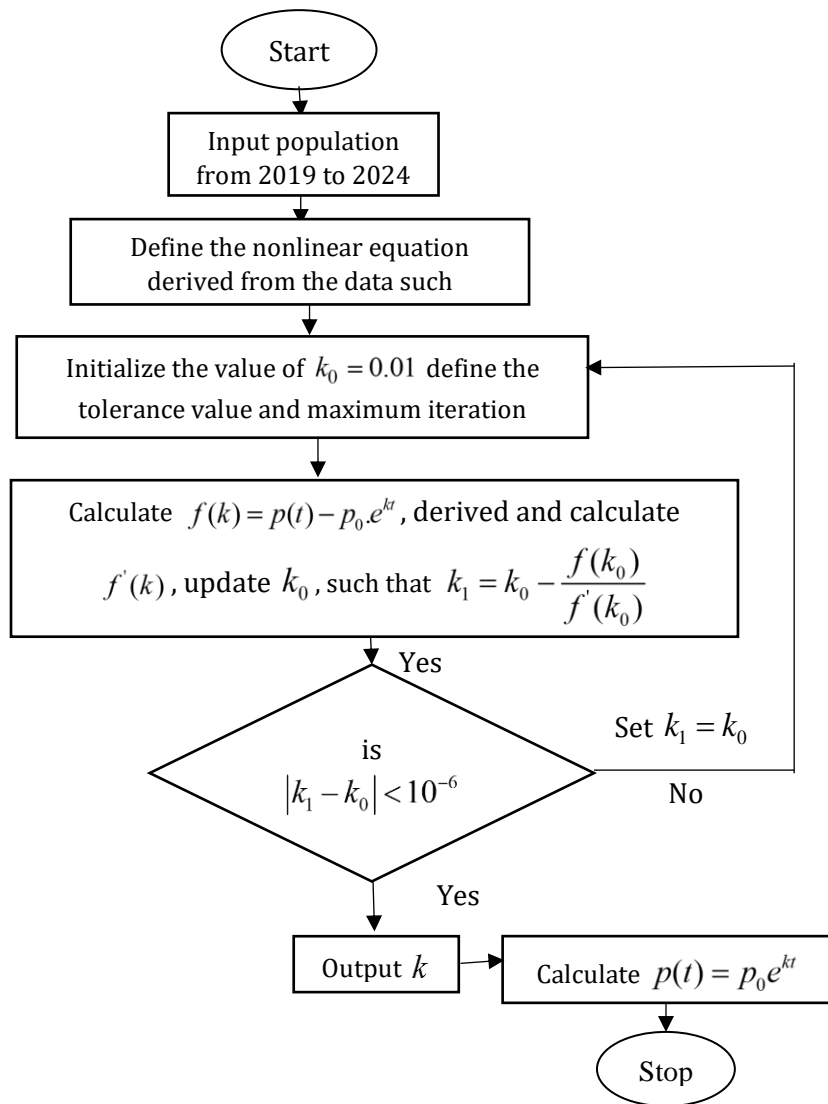 Start
Input population
from 2019 to 2024
Define the nonlinear equation
derived from the data such
Initialize the value of k₀ = 0.01 define the
tolerance value and maximum iteration
Calculate f(k) = p(t) − p₀.e^{kt}, derived and calculate
f'(k), update k₀, such that k₁ = k₀ − f(k₀)/f'(k₀)
Yes
is
|k₁ − k₀| < 10⁻⁶
Set k₁ = k₀
No
Yes
Output k
Calculate p(t) = p₀e^{kt}
Stop